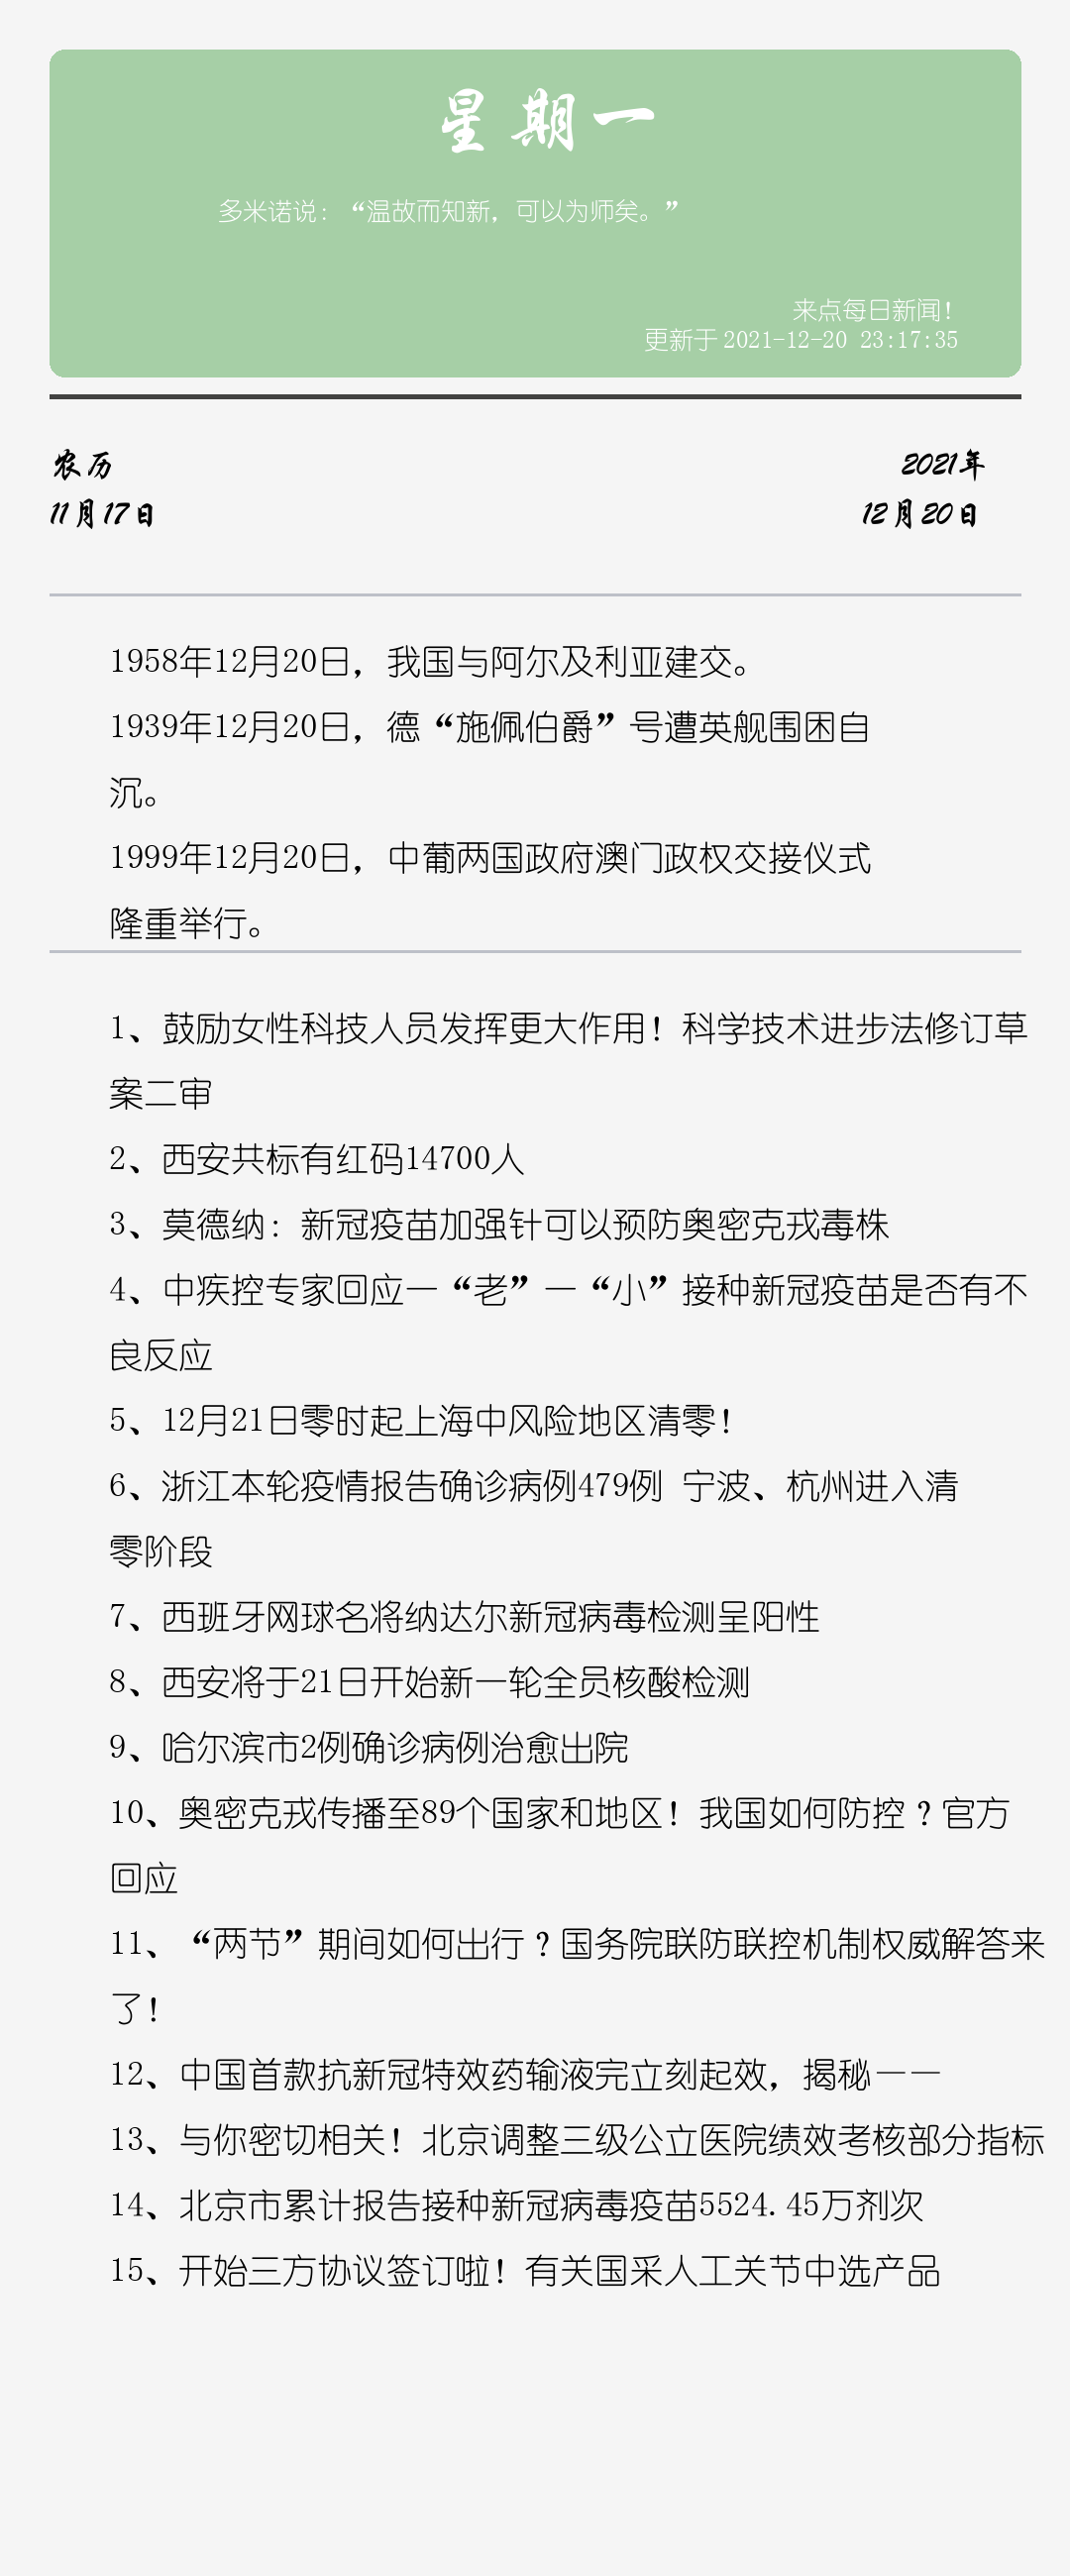 星期一
多米诺说：“温故而知新，可以为师矣。”
来点每日新闻！
更新于 2021-12-20 23:17:35
农历
2021年
11月17日
12月20日
1958年12月20日，我国与阿尔及利亚建交。
1939年12月20日，德“施佩伯爵”号遭英舰围困自
沉。
1999年12月20日，中葡两国政府澳门政权交接仪式
隆重举行。
1、鼓励女性科技人员发挥更大作用！科学技术进步法修订草
案二审
2、西安共标有红码14700人
3、莫德纳：新冠疫苗加强针可以预防奥密克戎毒株
4、中疾控专家回应一“老”一“小”接种新冠疫苗是否有不
良反应
5、12月21日零时起上海中风险地区清零！
6、浙江本轮疫情报告确诊病例479例 宁波、杭州进入清
零阶段
7、西班牙网球名将纳达尔新冠病毒检测呈阳性
8、西安将于21日开始新一轮全员核酸检测
9、哈尔滨市2例确诊病例治愈出院
10、奥密克戎传播至89个国家和地区！我国如何防控？官方
回应
11、“两节”期间如何出行？国务院联防联控机制权威解答来
了！
12、中国首款抗新冠特效药输液完立刻起效，揭秘——
13、与你密切相关！北京调整三级公立医院绩效考核部分指标
14、北京市累计报告接种新冠病毒疫苗5524.45万剂次
15、开始三方协议签订啦！有关国采人工关节中选产品